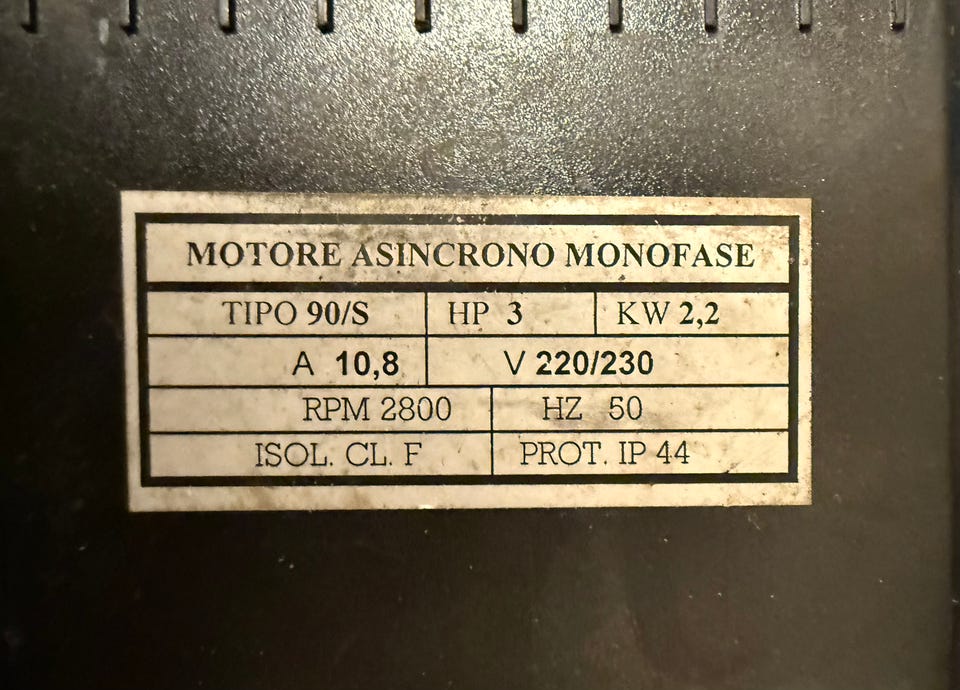 MOTORE ASINCRONO MONOFASE
TIPO 90/S HP 3 KW 2,2
A 10,8 V 220/230
RPM 2800 HZ 50
ISOL. CL. F PROT. IP 44